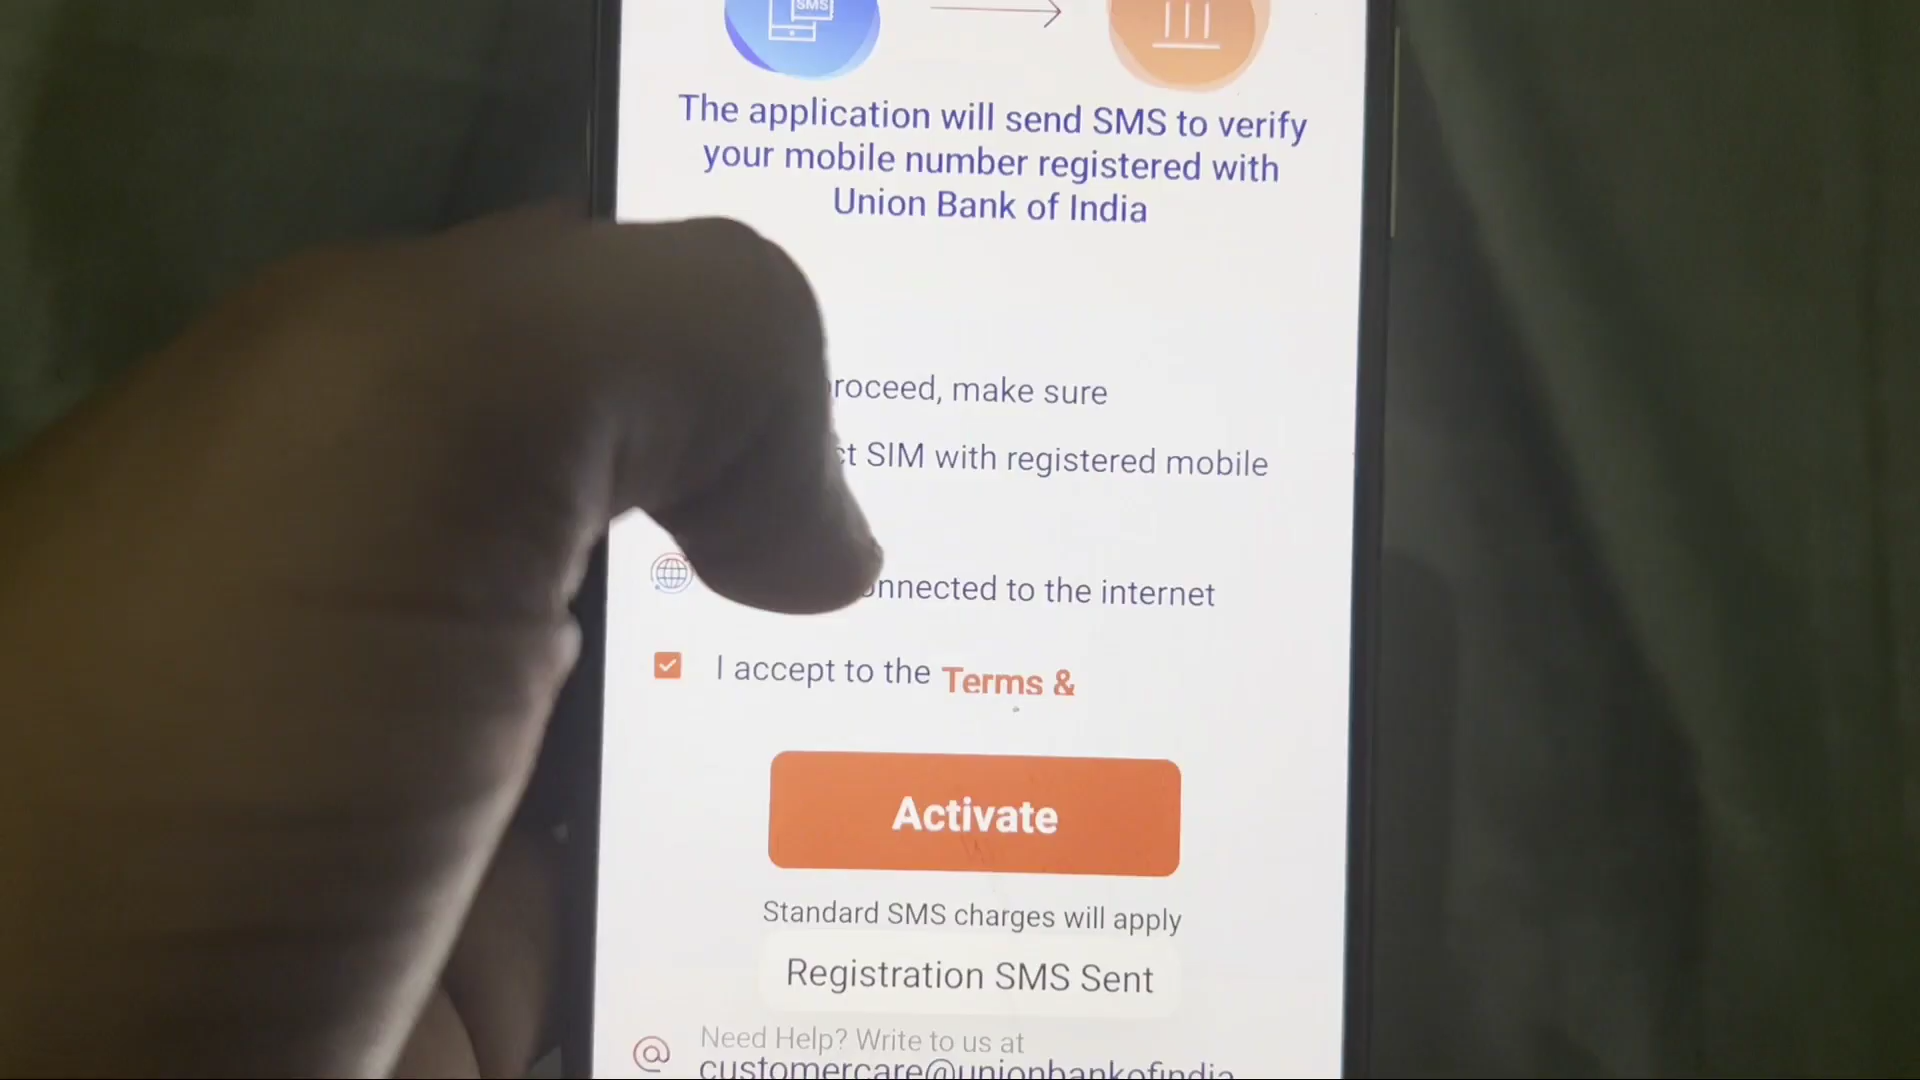 SMS
The application will send SMS to verify
your mobile number registered with
Union Bank of India
make sure
SIM with registered mobile
to the internet
I accept to the Terms &
Activate
Standard SMS charges will apply
Registration SMS Sent
Need Help? Write to us at
customercare@unionbankofindia